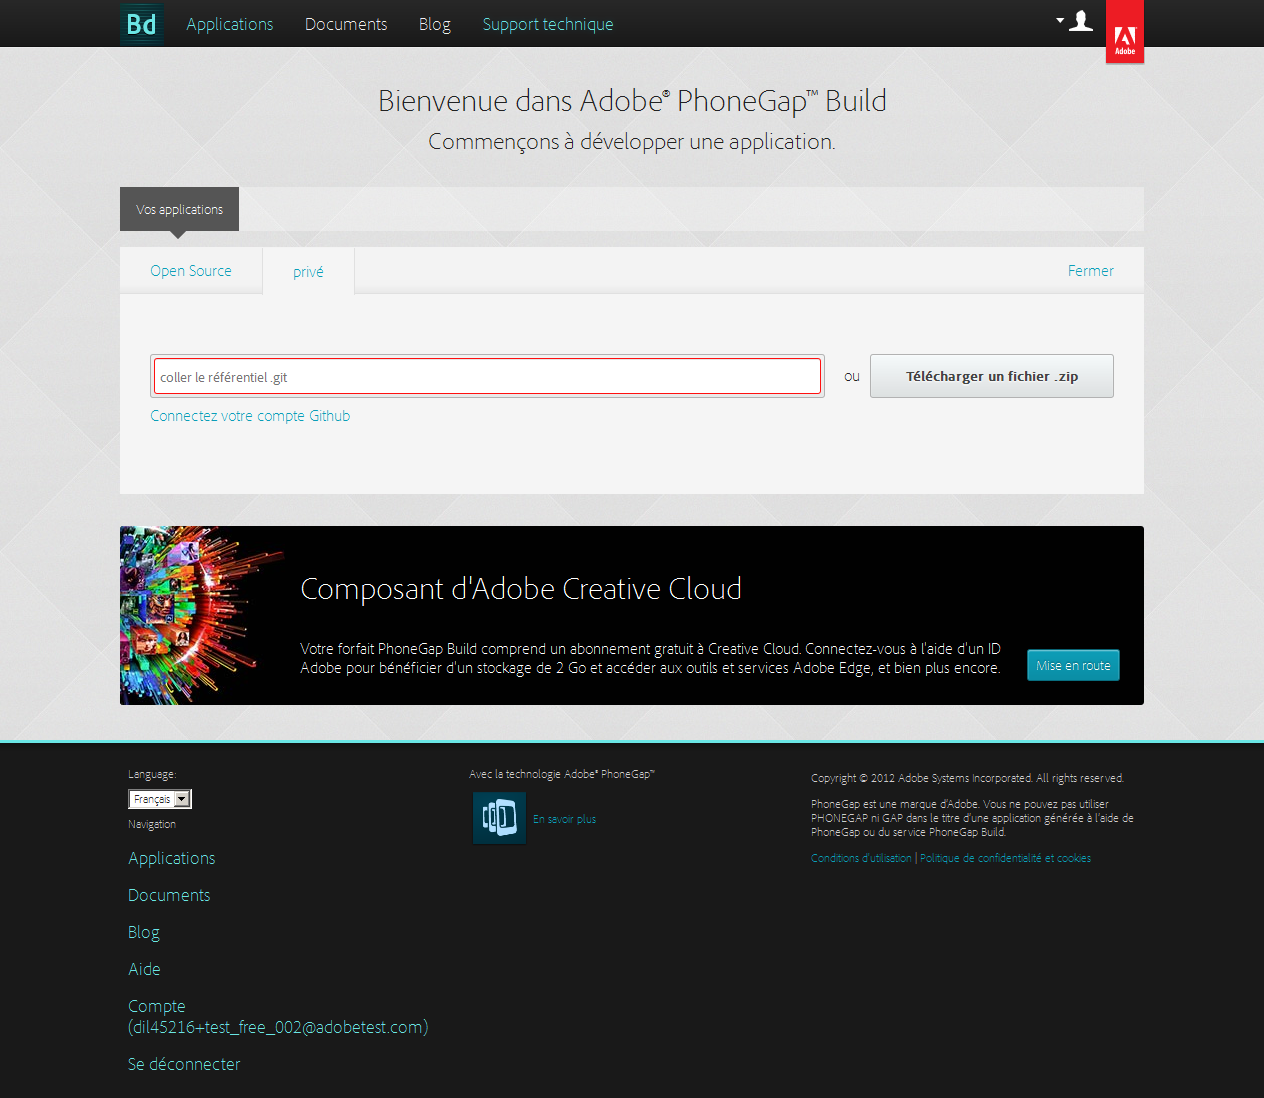 Bd
Applications
Documents
Blog
Support technique
Adobe
Bienvenue dans Adobe® PhoneGap™ Build
Commençons à développer une application.
Vos applications
Open Source
privé
Fermer
coller le référentiel .git
ou
Télécharger un fichier .zip
Connectez votre compte Github
Composant d'Adobe Creative Cloud
Votre forfait PhoneGap Build comprend un abonnement gratuit à Creative Cloud. Connectez-vous à l'aide d'un ID
Adobe pour bénéficier d'un stockage de 2 Go et accéder aux outils et services Adobe Edge, et bien plus encore.
Mise en route
Language:
Français
Navigation
Applications
Documents
Blog
Aide
Compte
(dil45216+test_free_002@adobetest.com)
Se déconnecter
Avec la technologie Adobe® PhoneGap™
En savoir plus
Copyright © 2012 Adobe Systems Incorporated. All rights reserved.
PhoneGap est une marque d'Adobe. Vous ne pouvez pas utiliser
PHONEGAP ni GAP dans le titre d'une application générée à l'aide de
PhoneGap ou du service PhoneGap Build.
Conditions d'utilisation | Politique de confidentialité et cookies